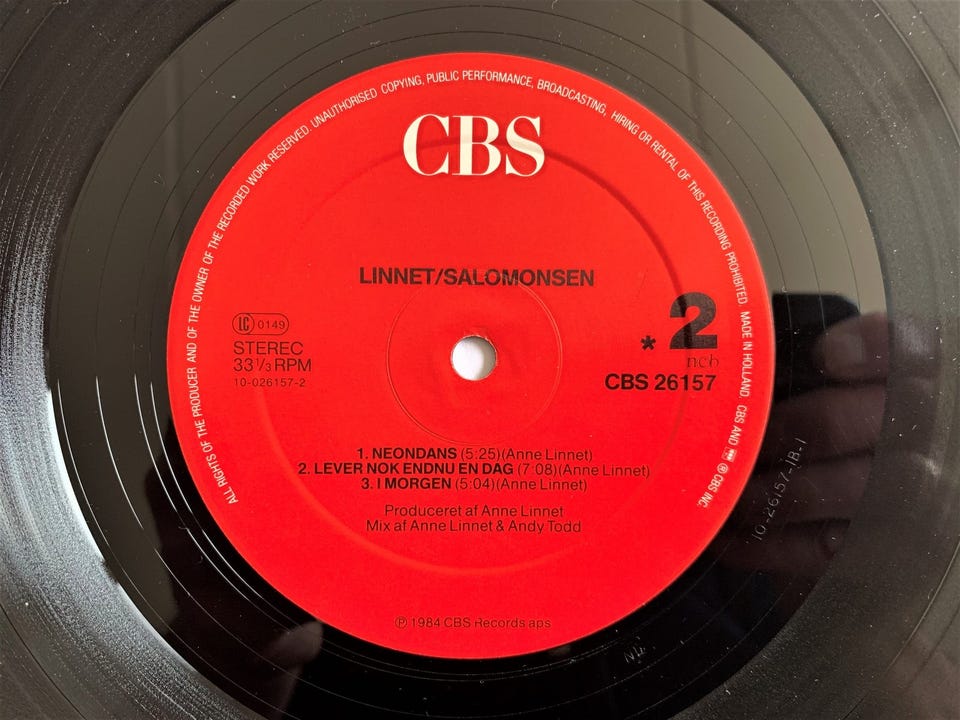 ALL RIGHTS OF THE PRODUCER AND OF THE OWNER OF THE RECORDED WORK RESERVED. UNAUTHORISED COPYING, PUBLIC PERFORMANCE, BROADCASTING, HIRING OR RENTAL OF THIS RECORDING PROHIBITED. MADE IN HOLLAND. CBS AND ® CBS INC.
CBS
LINNET/SALOMONSEN
LC 0149
STEREO
33⅓ RPM
10-026157-2
* 2
ncb
CBS 26157
1. NEONDANS (5:25)(Anne Linnet)
2. LEVER NOK ENDNU EN DAG (7:08)(Anne Linnet)
3. I MORGEN (5:04)(Anne Linnet)
Produceret af Anne Linnet
Mix af Anne Linnet & Andy Todd
℗ 1984 CBS Records aps
10-26157-1B-1